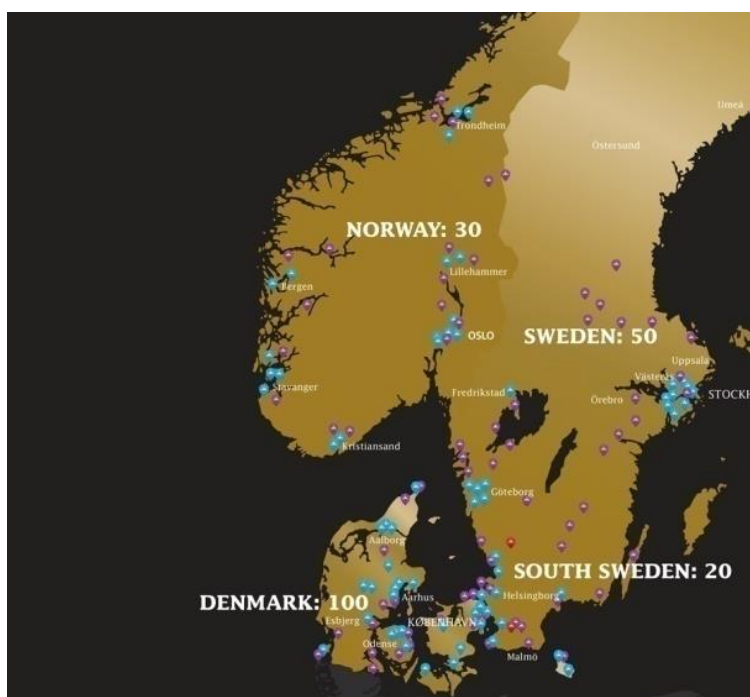 Umeå
Trondheim
Östersund
NORWAY: 30
Lillehammer
Bergen
OSLO
SWEDEN: 50
Uppsala
Västerås
Stavanger
Fredrikstad
Örebro
STOCKH
Kristiansand
Göteborg
Aalborg
SOUTH SWEDEN: 20
Aarhus
Helsingborg
DENMARK: 100
Esbjerg
KØBENHAVN
Odense
Malmö